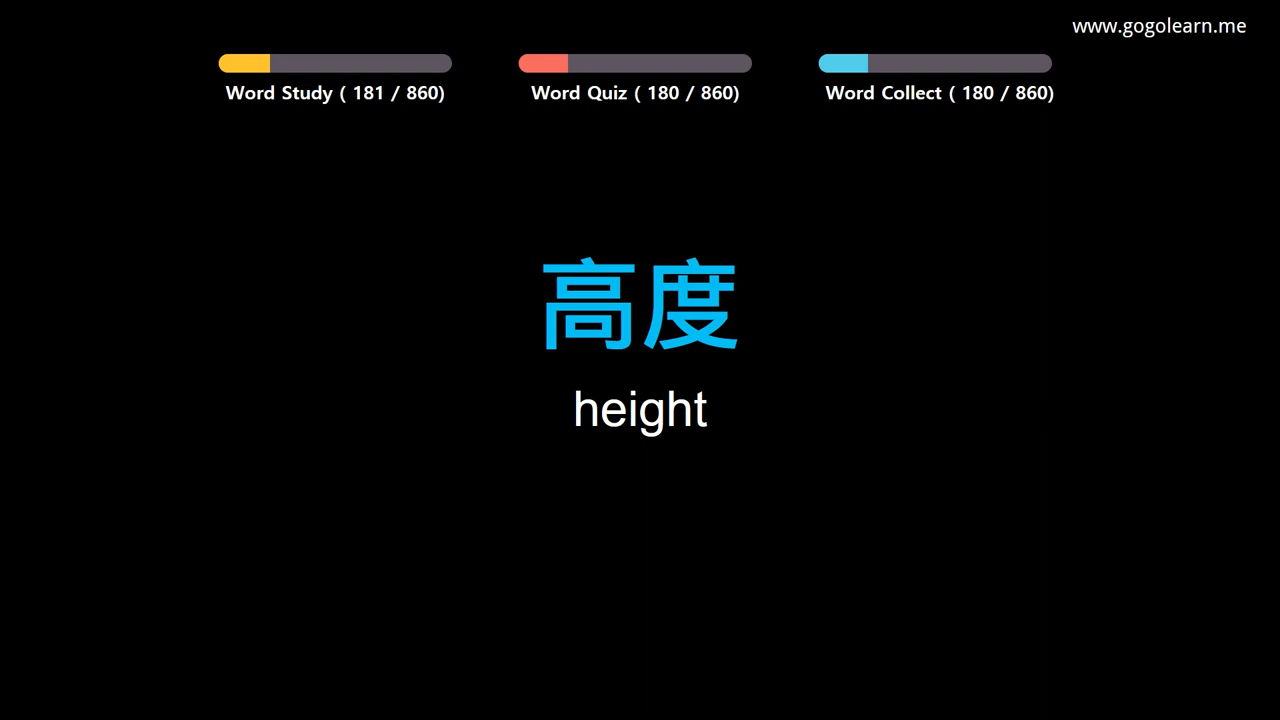 www.gogolearn.me
Word Study ( 181 / 860)
Word Quiz ( 180 / 860)
Word Collect ( 180 / 860)
高度
height